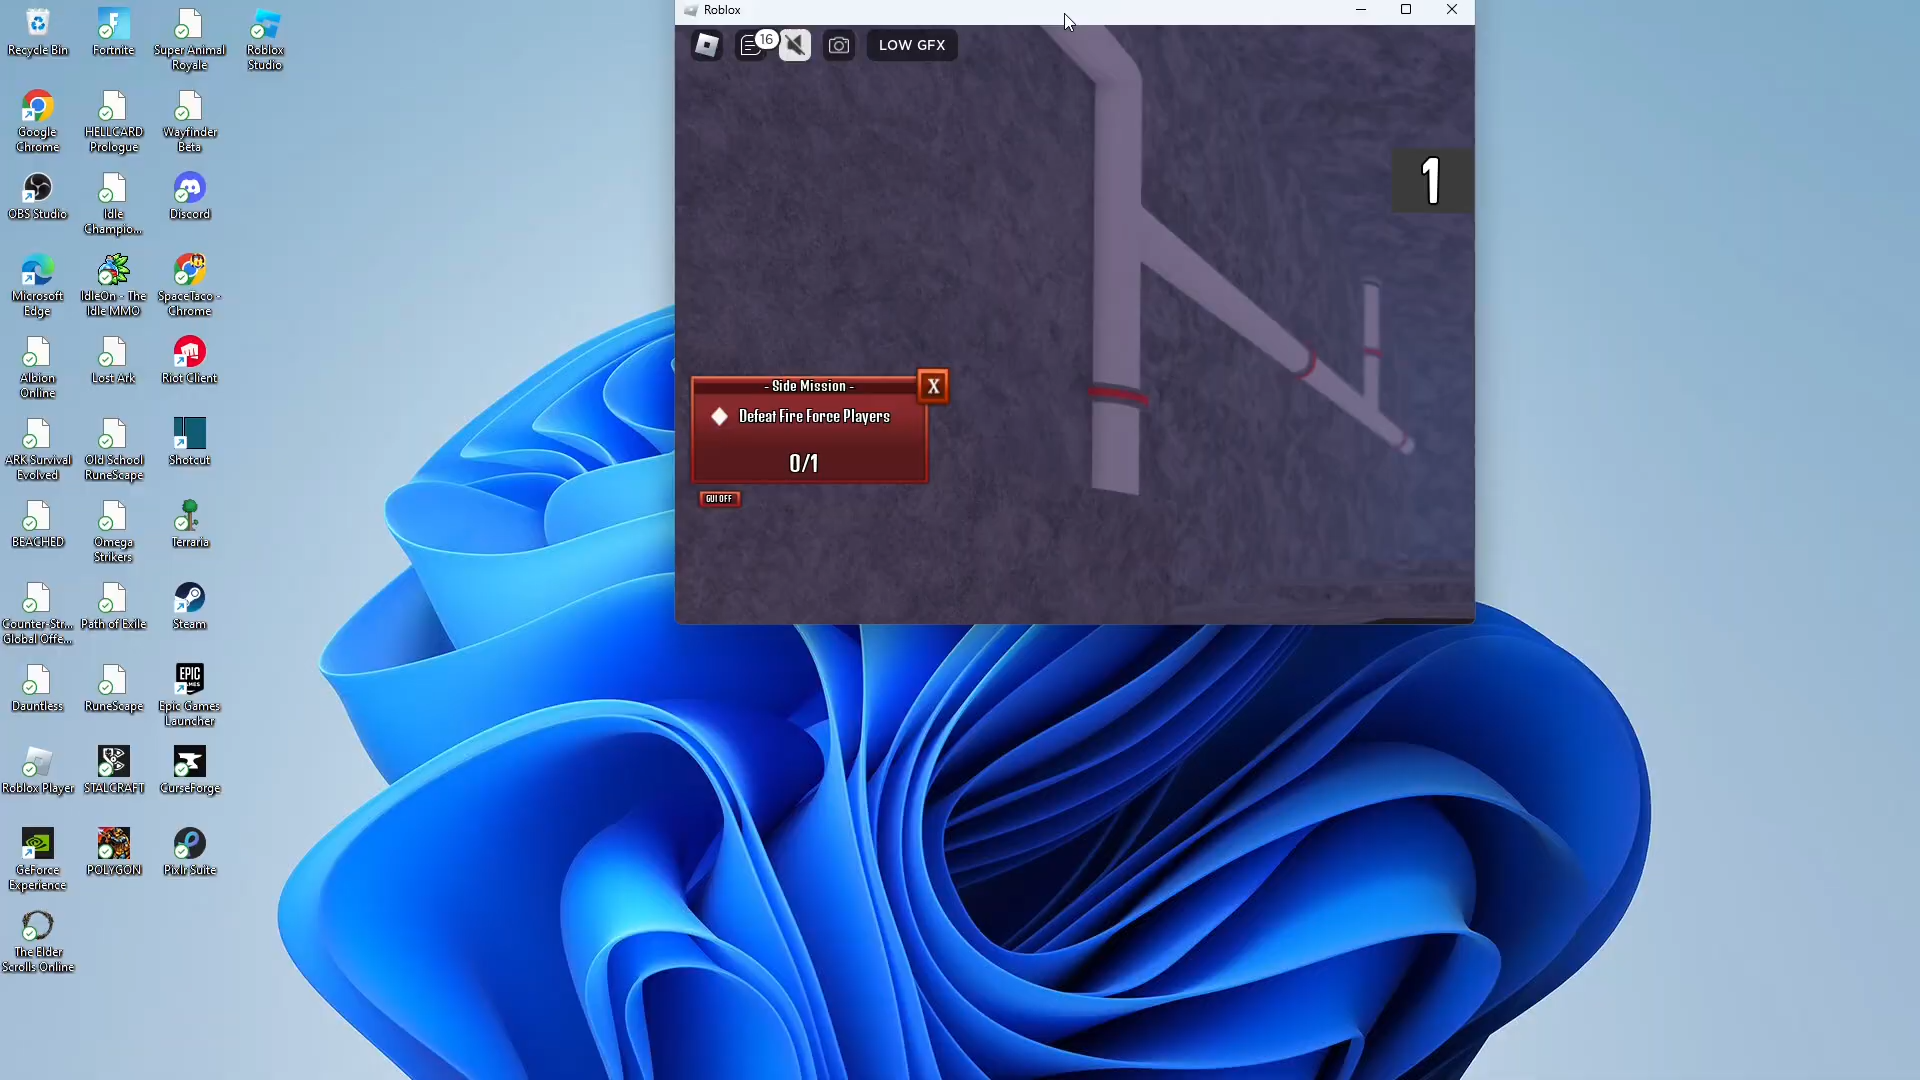 Recycle Bin
Fortnite
Super Animal
Royale
Roblox
Studio
Google
Chrome
HELLCARD
Prologue
Wayfinder
Beta
OBS Studio
Idle
Champio...
Discord
Microsoft
Edge
IdleOn - The
Idle MMO
SpaceTaco -
Chrome
Albion
Online
Lost Ark
Riot Client
ARK Survival
Evolved
Old School
RuneScape
Shotcut
BEACHED
Omega
Strikers
Terraria
Counter-Str...
Global Offe...
Path of Exile
Steam
Dauntless
RuneScape
EPIC
GAMES
Epic Games
Launcher
Roblox Player
STALCRAFT
CurseForge
GeForce
Experience
POLYGON
Pixlr Suite
The Elder
Scrolls Online
Roblox
16
LOW GFX
1
- Side Mission -
X
Defeat Fire Force Players
0/1
GUI OFF